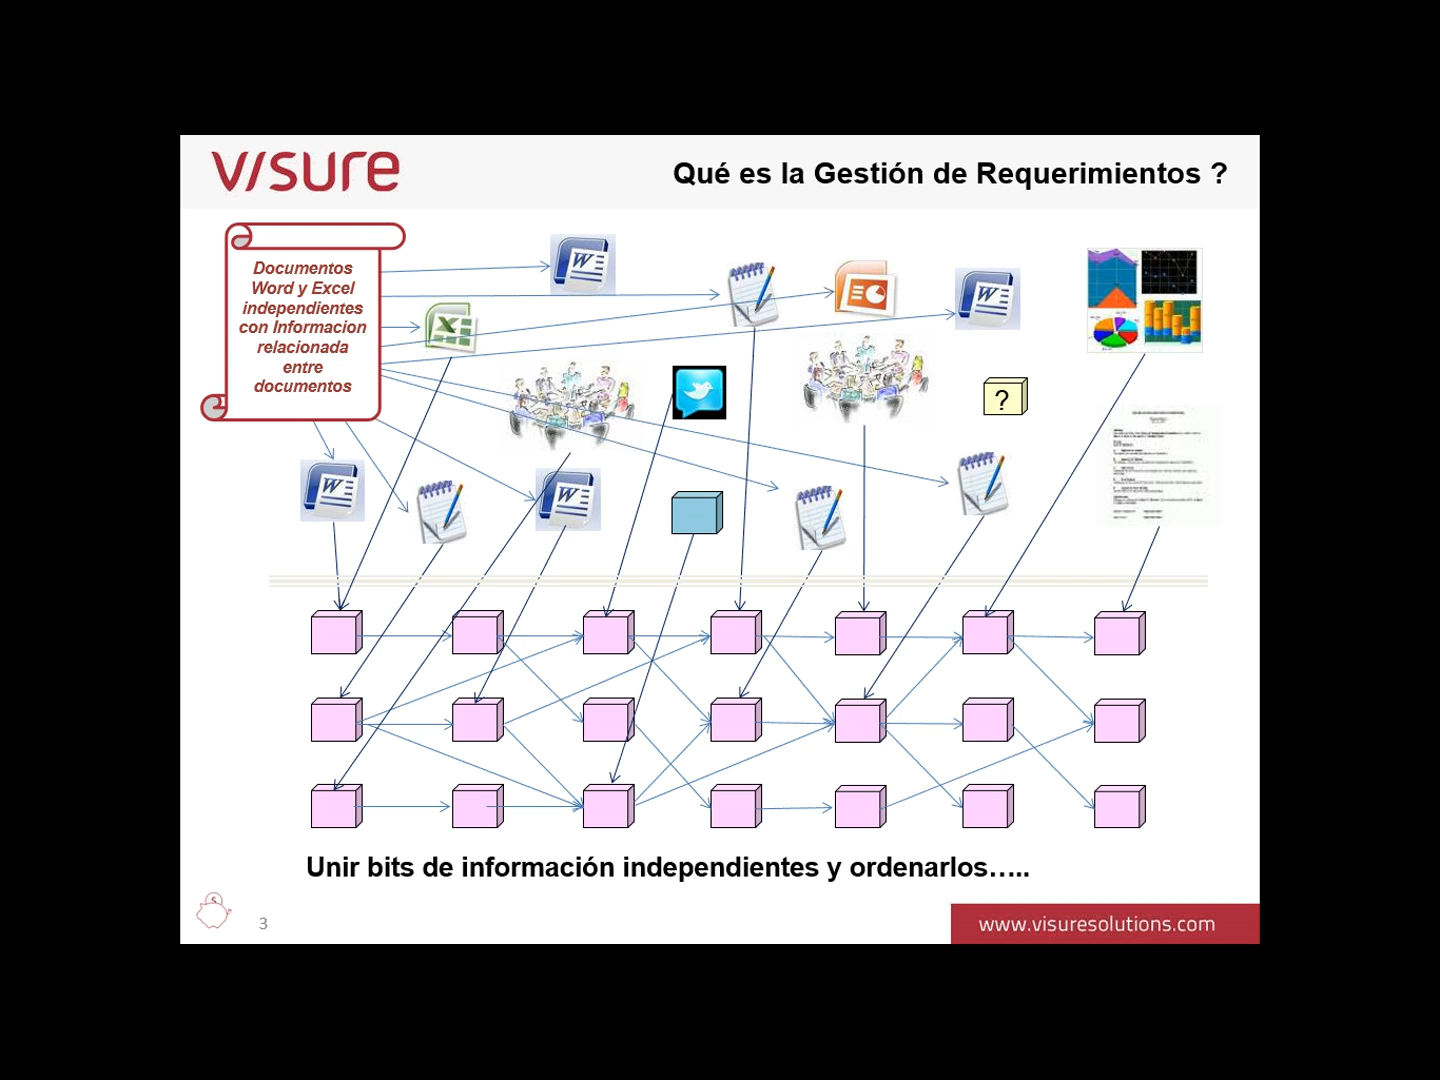 visure
Qué es la Gestión de Requerimientos ?
Documentos
Word y Excel
independientes
con Informacion
relacionada
entre
documentos
?
Unir bits de información independientes y ordenarlos…..
3
www.visuresolutions.com